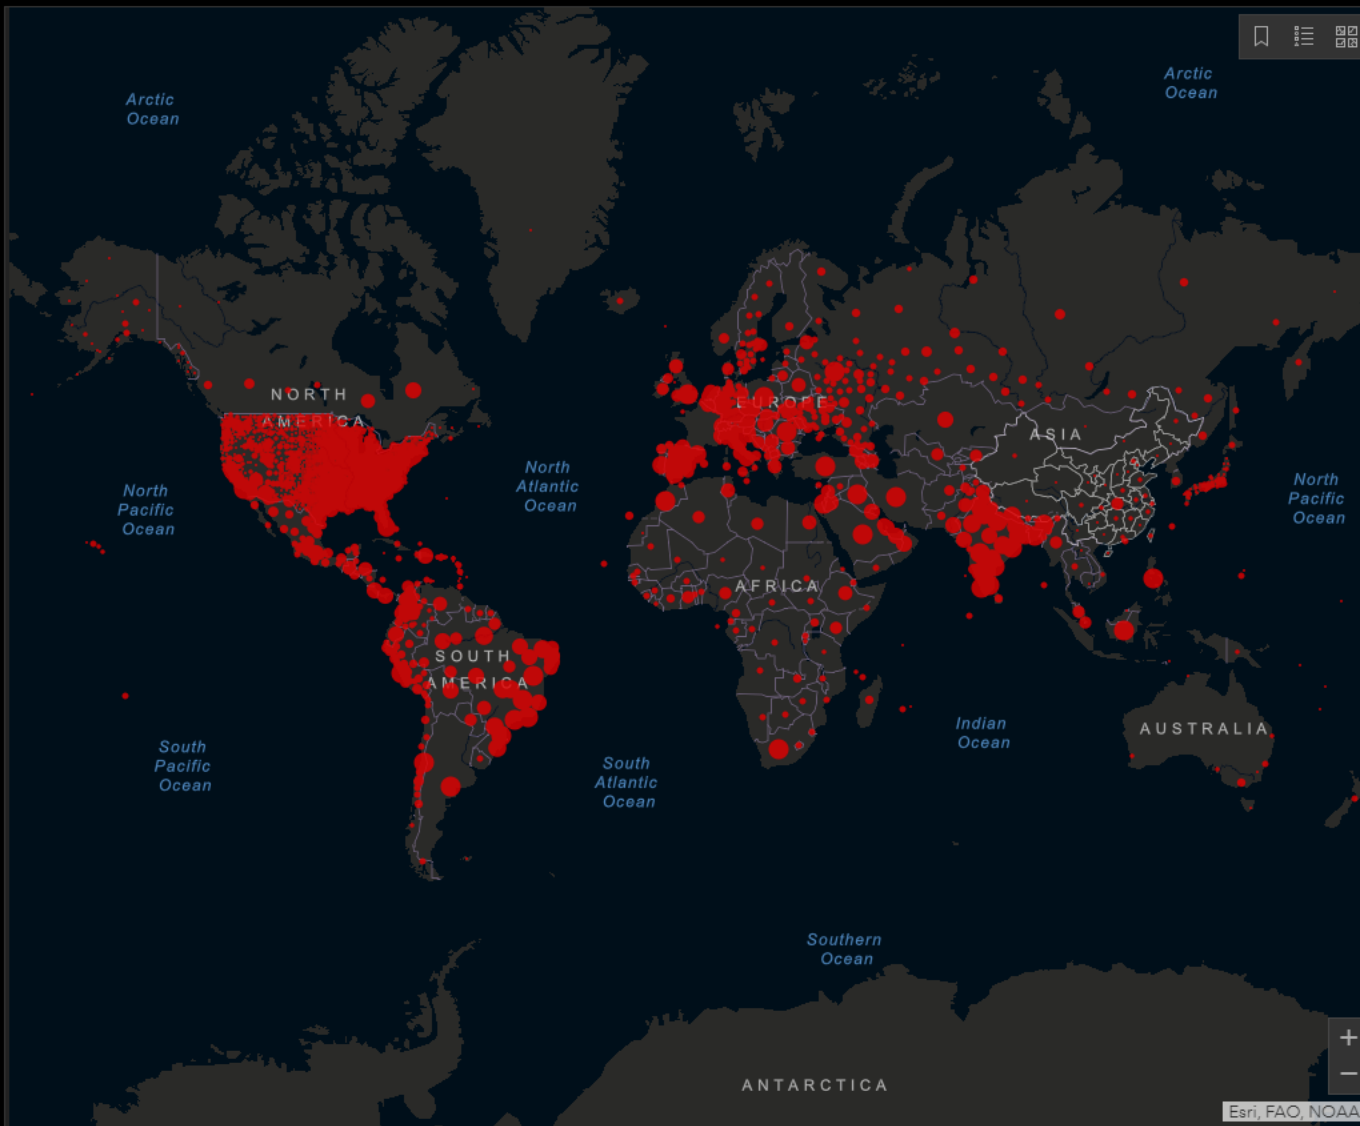 Arctic
Ocean
Arctic
Ocean
NORTH
AMERICA
EUROPE
ASIA
North
Pacific
Ocean
North
Atlantic
Ocean
North
Pacific
Ocean
AFRICA
SOUTH
AMERICA
AUSTRALIA
Indian
Ocean
South
Pacific
Ocean
South
Atlantic
Ocean
Southern
Ocean
+
−
ANTARCTICA
Esri, FAO, NOAA